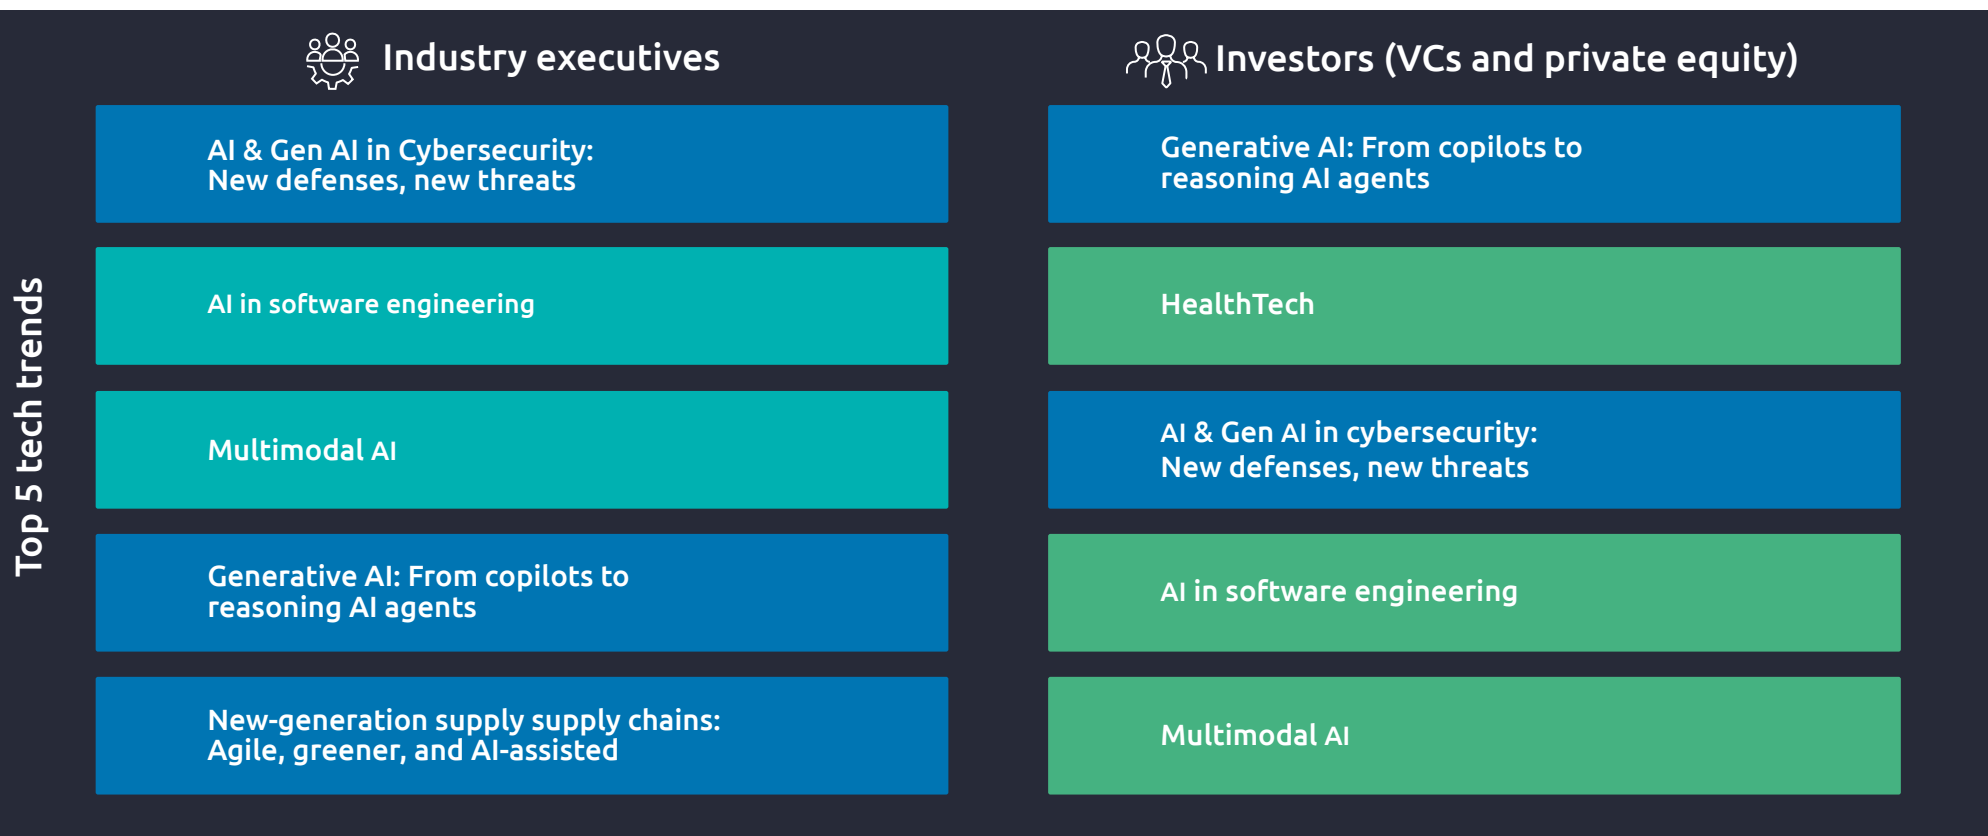 Top 5 tech trends
Industry executives
AI & Gen AI in Cybersecurity:
New defenses, new threats
AI in software engineering
Multimodal AI
Generative AI: From copilots to
reasoning AI agents
New-generation supply supply chains:
Agile, greener, and AI-assisted
Investors (VCs and private equity)
Generative AI: From copilots to
reasoning AI agents
HealthTech
AI & Gen AI in cybersecurity:
New defenses, new threats
AI in software engineering
Multimodal AI